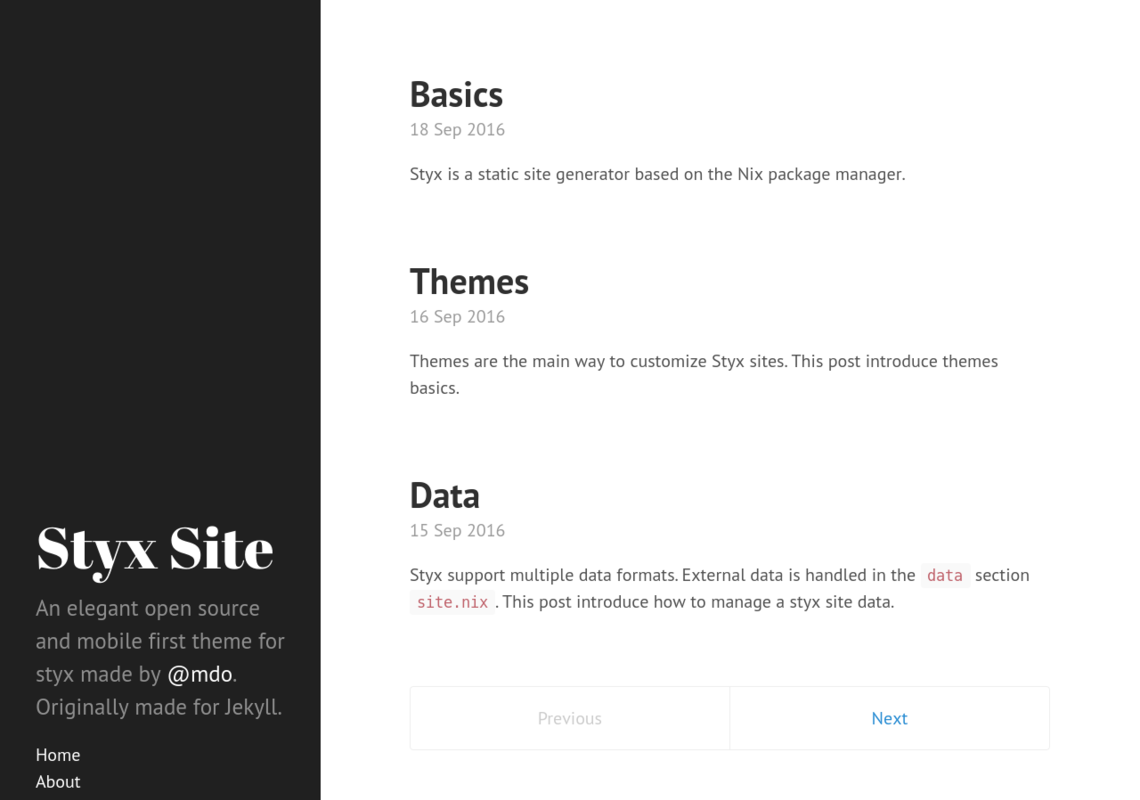 Styx Site
An elegant open source
and mobile first theme for
styx made by @mdo.
Originally made for Jekyll.
Home
About
Basics
18 Sep 2016
Styx is a static site generator based on the Nix package manager.
Themes
16 Sep 2016
Themes are the main way to customize Styx sites. This post introduce themes
basics.
Data
15 Sep 2016
Styx support multiple data formats. External data is handled in the data section
site.nix . This post introduce how to manage a styx site data.
Previous
Next